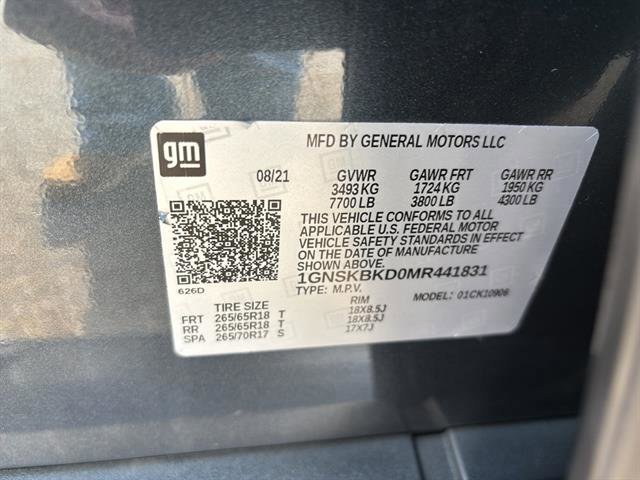 gm
MFD BY GENERAL MOTORS LLC
08/21 GVWR GAWR FRT GAWR RR
3493 KG 1724 KG 1950 KG
7700 LB 3800 LB 4300 LB
THIS VEHICLE CONFORMS TO ALL
APPLICABLE U.S. FEDERAL MOTOR
VEHICLE SAFETY STANDARDS IN EFFECT
ON THE DATE OF MANUFACTURE
SHOWN ABOVE.
1GNSKBKD0MR441831
626D
TYPE: M.P.V. MODEL: 01CK10906
TIRE SIZE RIM
FRT 265/65R18 T 18X8.5J
RR 265/65R18 T 18X8.5J
SPA 265/70R17 S 17X7J